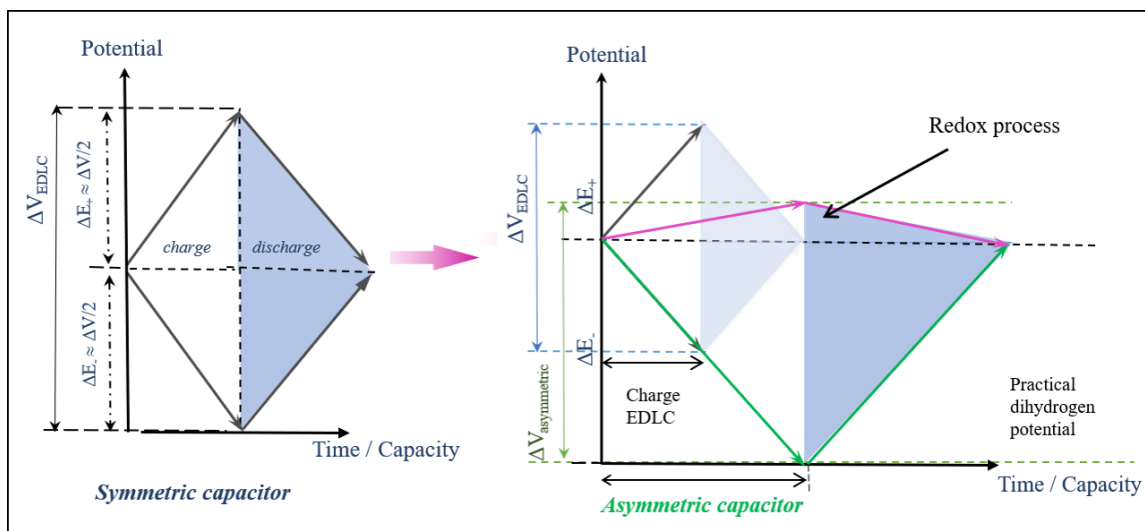 Potential
ΔV_EDLC
ΔE₊ ≈ ΔV/2
ΔE₋ ≈ ΔV/2
charge
discharge
Time / Capacity
Symmetric capacitor
Potential
Redox process
ΔE₊
ΔV_EDLC
ΔE₋
ΔV_asymmetric
Charge
EDLC
Practical
dihydrogen
potential
Time / Capacity
Asymmetric capacitor